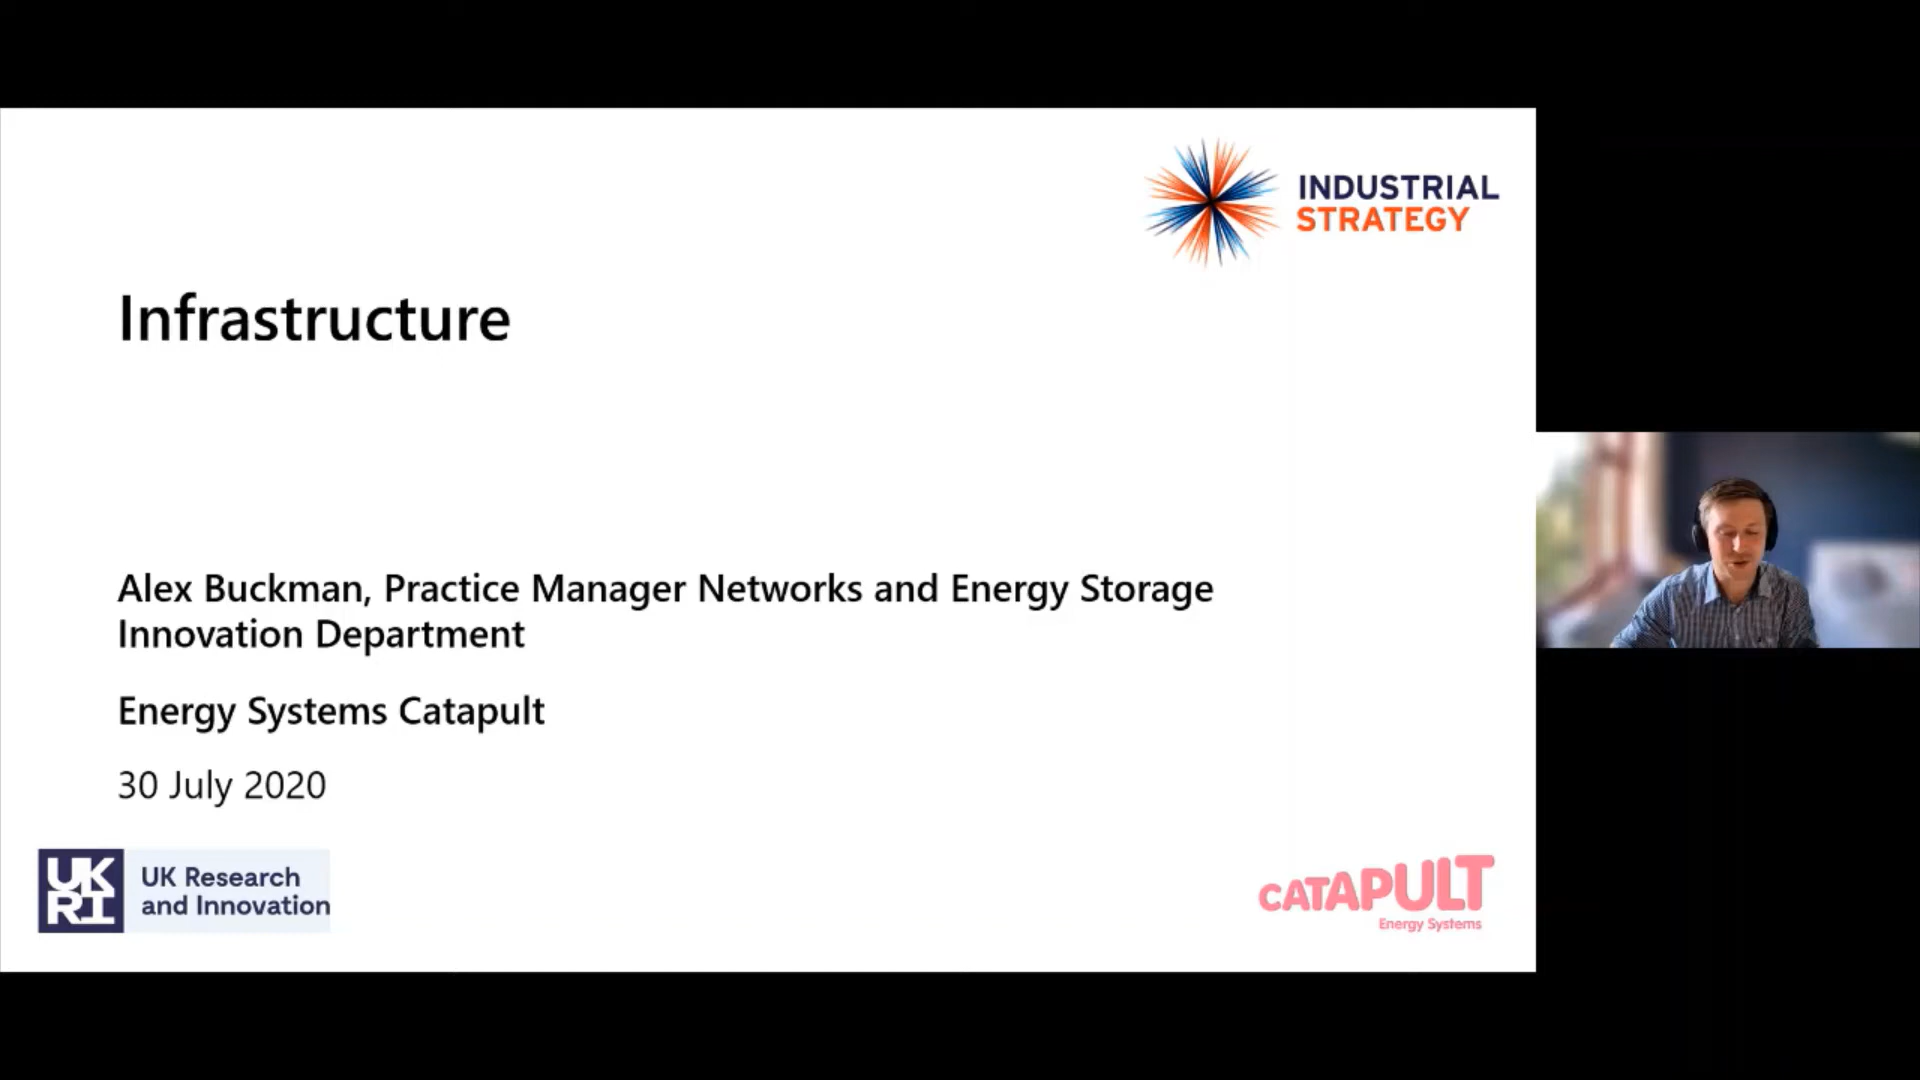 INDUSTRIAL
STRATEGY
Infrastructure
Alex Buckman, Practice Manager Networks and Energy Storage
Innovation Department
Energy Systems Catapult
30 July 2020
UK
RI
UK Research
and Innovation
CATAPULT
Energy Systems